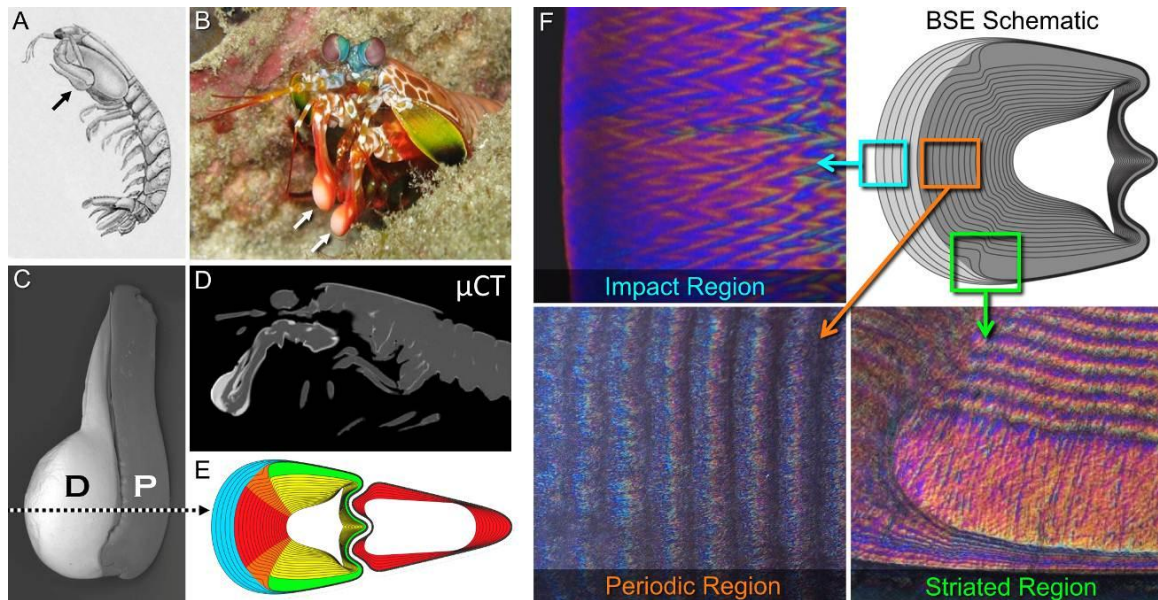 A
B
F
BSE Schematic
Impact Region
C
D
μCT
D
P
E
Periodic Region
Striated Region